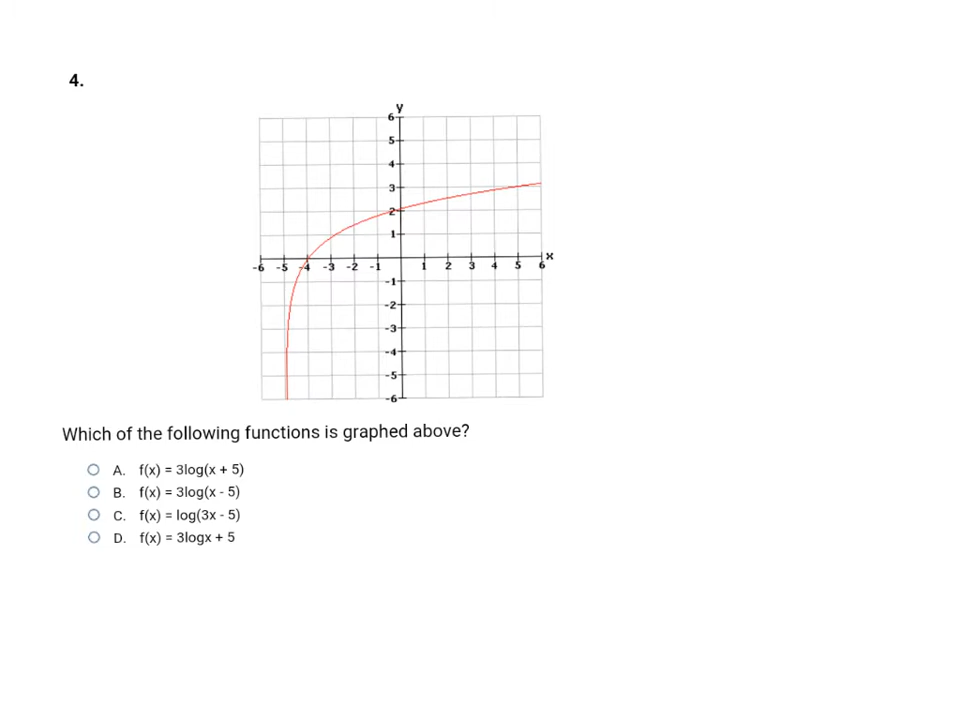 4.
y
6
5
4
3
2
1
-6 -5 -4 -3 -2 -1 1 2 3 4 5 6 x
-1
-2
-3
-4
-5
-6
Which of the following functions is graphed above?
A. f(x) = 3log(x + 5)
B. f(x) = 3log(x - 5)
C. f(x) = log(3x - 5)
D. f(x) = 3logx + 5